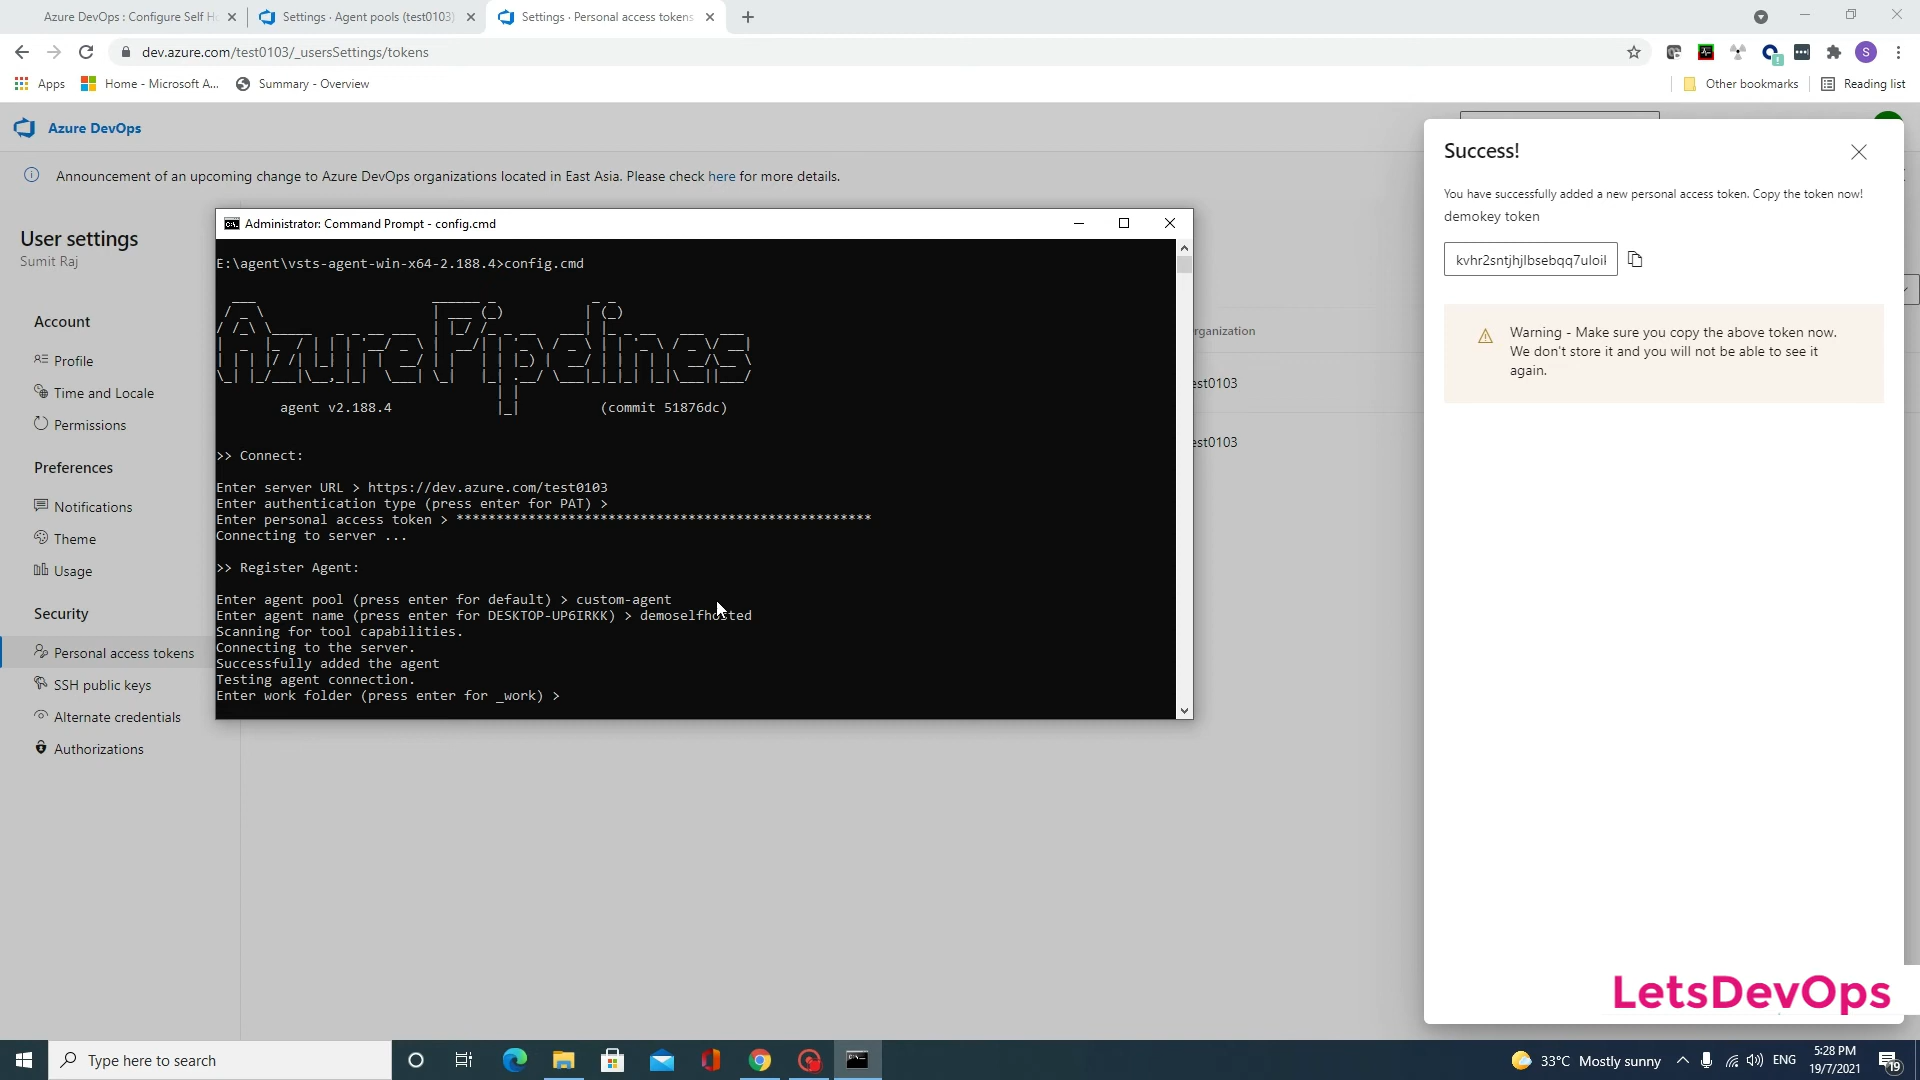 Azure DevOps : Configure Self H
Settings · Agent pools (test0103)
Settings · Personal access tokens
dev.azure.com/test0103/_usersSettings/tokens
S
Apps
Home - Microsoft A...
Summary - Overview
Other bookmarks
Reading list
Azure DevOps
Announcement of an upcoming change to Azure DevOps organizations located in East Asia. Please check here for more details.
User settings
Sumit Raj
Account
Profile
Time and Locale
Permissions
Preferences
Notifications
Theme
Usage
Security
Personal access tokens
SSH public keys
Alternate credentials
Authorizations
Administrator: Command Prompt - config.cmd
E:\agent\vsts-agent-win-x64-2.188.4>config.cmd
AzurePipelines
agent v2.188.4 (commit 51876dc)
>> Connect:
Enter server URL > https://dev.azure.com/test0103
Enter authentication type (press enter for PAT) >
Enter personal access token > ****************************************************
Connecting to server ...
>> Register Agent:
Enter agent pool (press enter for default) > custom-agent
Enter agent name (press enter for DESKTOP-UP6IRKK) > demoselfhosted
Scanning for tool capabilities.
Connecting to the server.
Successfully added the agent
Testing agent connection.
Enter work folder (press enter for _work) >
rganization
est0103
est0103
Success!
You have successfully added a new personal access token. Copy the token now!
demokey token
kvhr2sntjhjlbsebqq7uloil
Warning - Make sure you copy the above token now.
We don't store it and you will not be able to see it
again.
LetsDevOps
Type here to search
33°C Mostly sunny
ENG
5:28 PM
19/7/2021
19